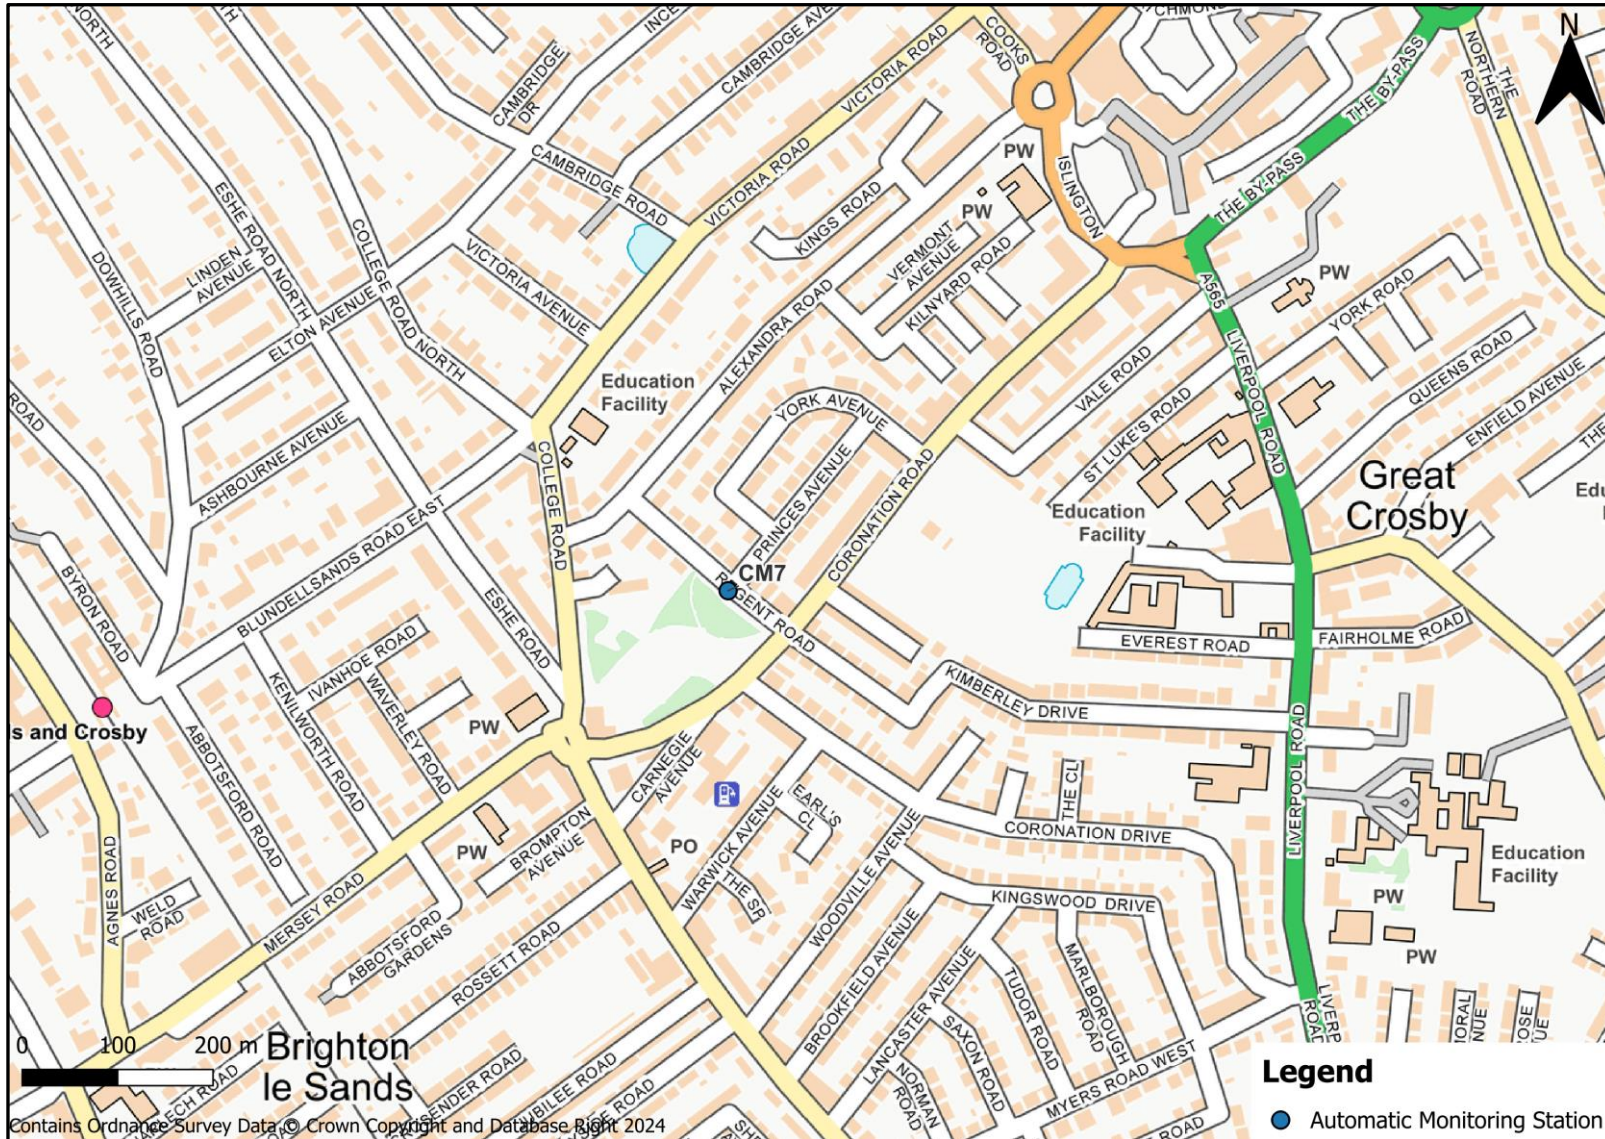 NORTH
INCE
CAMBRIDGE AVE
COOKS
ROAD
N
THE BY-PASS
THE
NORTHERN
ROAD
CAMBRIDGE
DR
VICTORIA ROAD
CAMBRIDGE ROAD
VICTORIA ROAD
PW
ISLINGTON
THE BY-PASS
ESHE ROAD NORTH
COLLEGE ROAD NORTH
KINGS ROAD
PW
VERMONT
AVENUE
KILNYARD ROAD
PW
DOWHILLS ROAD
LINDEN
AVENUE
ELTON AVENUE
VICTORIA AVENUE
ALEXANDRA ROAD
A565
LIVERPOOL ROAD
YORK ROAD
QUEENS ROAD
ENFIELD AVENUE
THE
ROAD
Education
Facility
YORK AVENUE
VALE ROAD
ST LUKE'S ROAD
ASHBOURNE AVENUE
COLLEGE ROAD
PRINCES AVENUE
CORONATION ROAD
Great
Crosby
Education
Facility
BLUNDELLSANDS ROAD EAST
CM7
REGENT ROAD
BYRON ROAD
ESHE ROAD
EVEREST ROAD
FAIRHOLME ROAD
IVANHOE ROAD
KENILWORTH ROAD
WAVERLEY ROAD
PW
KIMBERLEY DRIVE
LIVERPOOL ROAD
ls and Crosby
ABBOTSFORD ROAD
CARNEGIE
AVENUE
EARL'S
CL
THE CL
CORONATION DRIVE
PW
BROMPTON
AVENUE
PO
WARWICK AVENUE
THE SR
WOODVILLE AVENUE
KINGSWOOD DRIVE
Education
Facility
PW
PW
AGNES ROAD
WELD
ROAD
MERSEY ROAD
ABBOTSFORD
GARDENS
ROSSETT ROAD
BROOKFIELD AVENUE
LANCASTER AVENUE
TUDOR ROAD
MARLBOROUGH
ROAD
SAXON ROAD
NORMAN
ROAD
MYERS ROAD WEST
ROAD
LIVERP
ROAD
0 100 200 m
Brighton
le Sands
JUBILEE ROAD
Legend
Automatic Monitoring Station
Contains Ordnance Survey Data © Crown Copyright and Database Right 2024